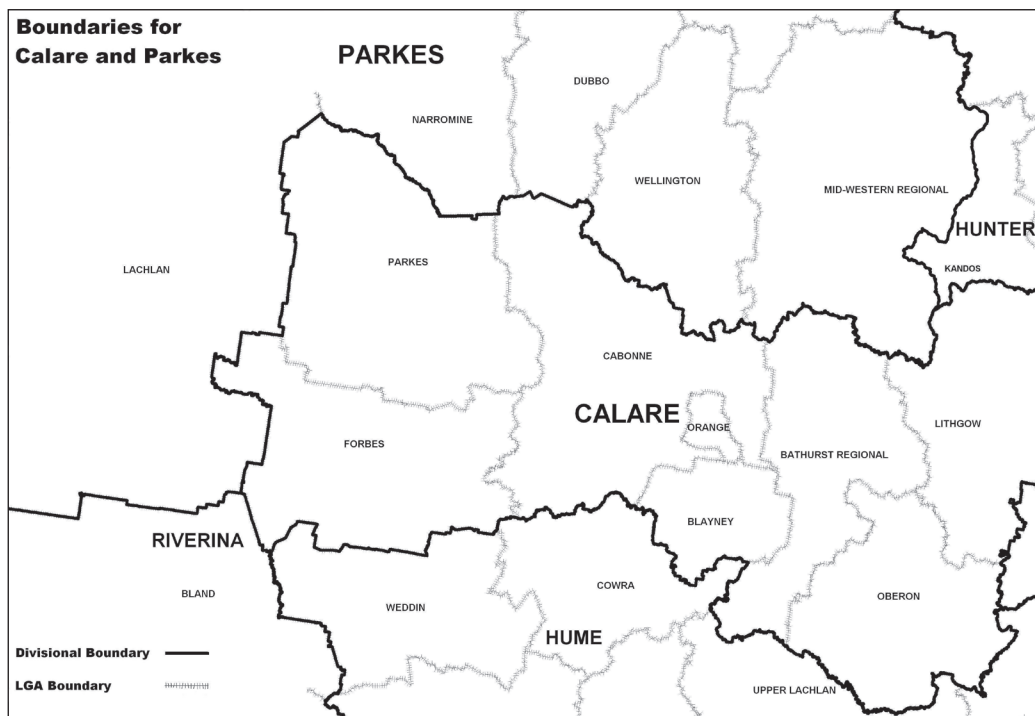 Boundaries for
Calare and Parkes
PARKES
DUBBO
NARROMINE
WELLINGTON
MID-WESTERN REGIONAL
HUNTER
LACHLAN
PARKES
KANDOS
CABONNE
CALARE
ORANGE
LITHGOW
FORBES
BATHURST REGIONAL
BLAYNEY
RIVERINA
BLAND
COWRA
OBERON
WEDDIN
HUME
Divisional Boundary
LGA Boundary
UPPER LACHLAN